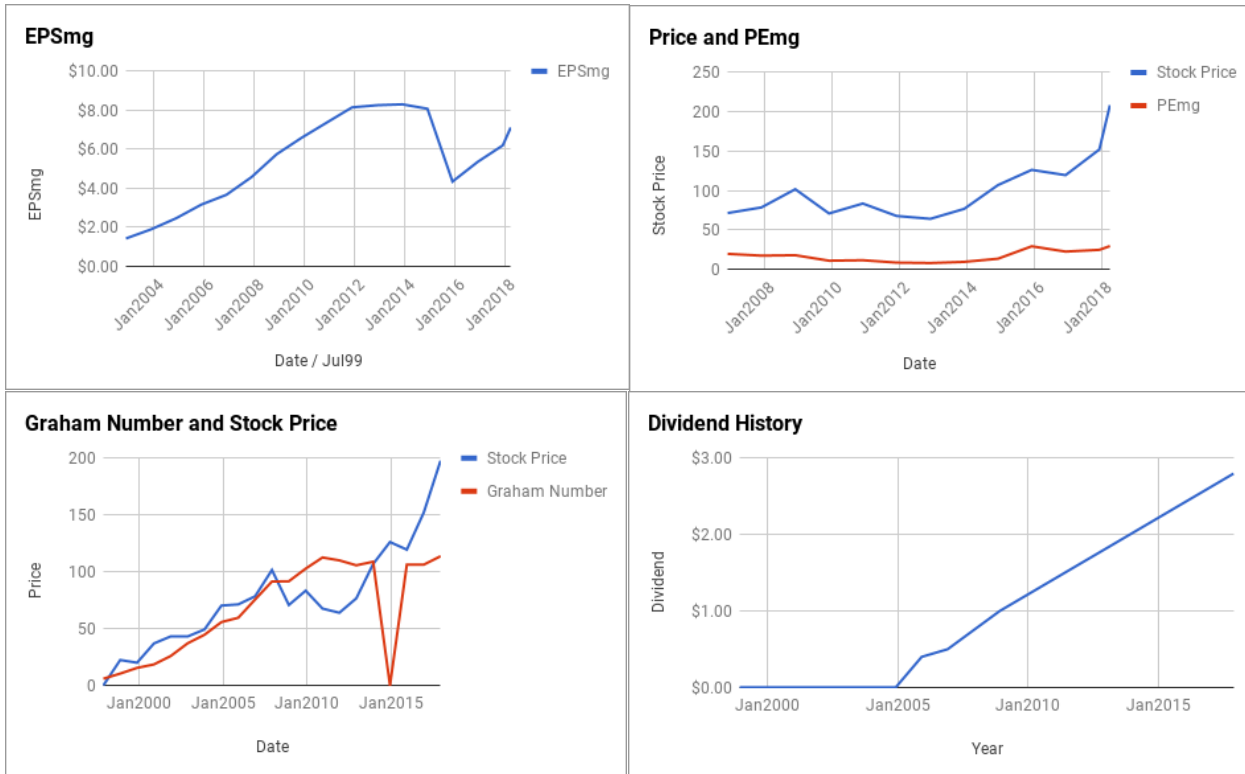 EPSmg
EPSmg
$10.00
$8.00
$6.00
$4.00
$2.00
$0.00
EPSmg
Jan2004
Jan2006
Jan2008
Jan2010
Jan2012
Jan2014
Jan2016
Jan2018
Date / Jul99
Price and PEmg
Stock Price
PEmg
250
200
150
100
50
0
Stock Price
Jan2008
Jan2010
Jan2012
Jan2014
Jan2016
Jan2018
Date
Graham Number and Stock Price
Stock Price
Graham Number
200
150
100
50
0
Price
Jan2000
Jan2005
Jan2010
Jan2015
Date
Dividend History
$3.00
$2.00
$1.00
$0.00
Dividend
Jan2000
Jan2005
Jan2010
Jan2015
Year